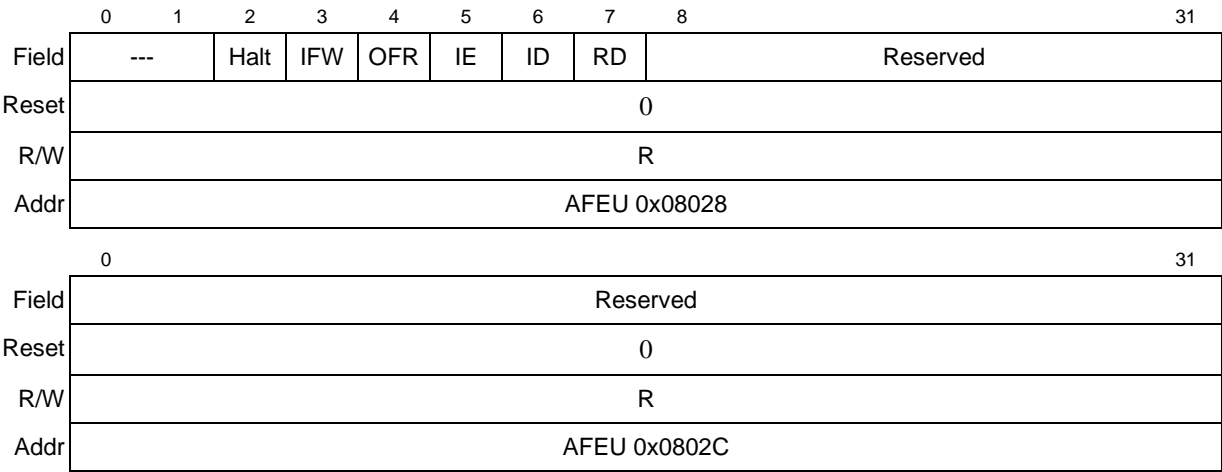 0 1 2 3 4 5 6 7 8 31
Field --- Halt IFW OFR IE ID RD Reserved
Reset 0
R/W R
Addr AFEU 0x08028
0 31
Field Reserved
Reset 0
R/W R
Addr AFEU 0x0802C